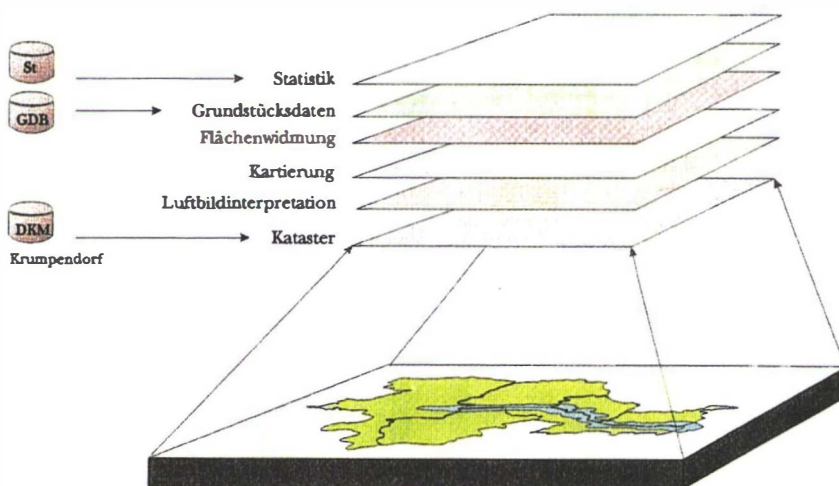 St
Statistik
GDB
Grundstücksdaten
Flächenwidmung
Kartierung
Luftbildinterpretation
DKM
Kataster
Krumpendorf